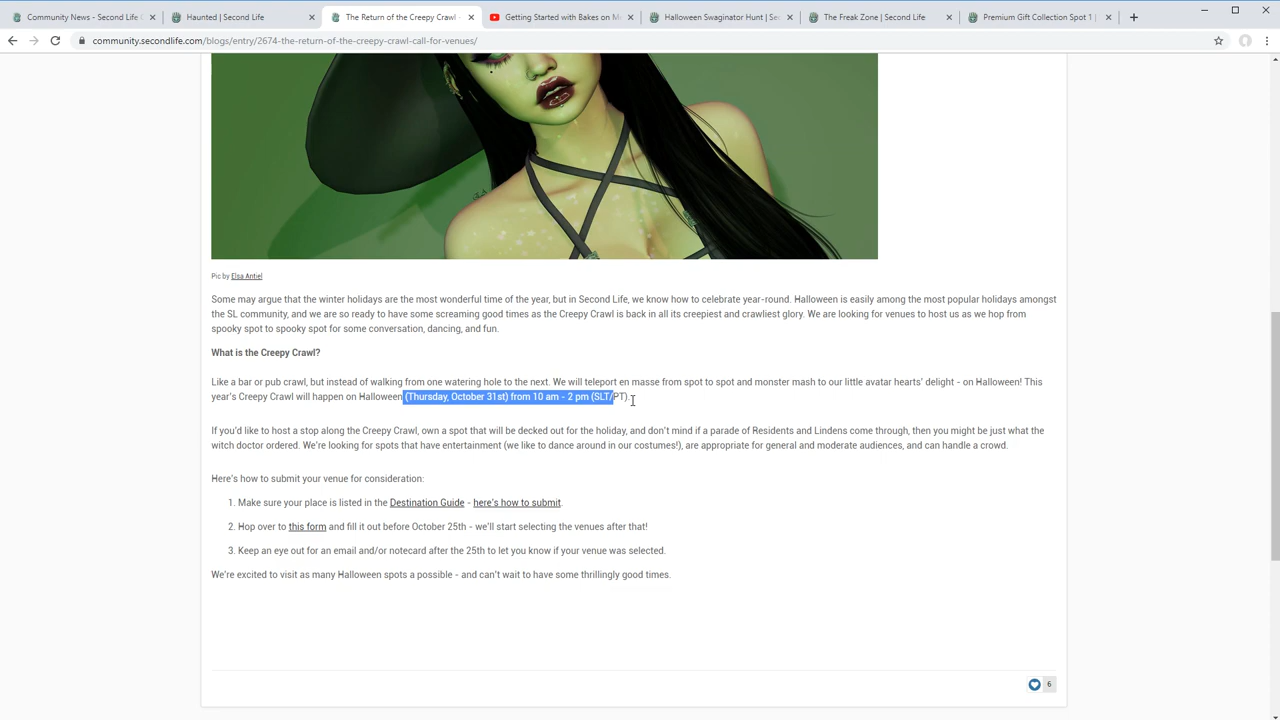 Community News - Second Life
Haunted | Second Life
The Return of the Creepy Crawl -
Getting Started with Bakes on M
Halloween Swaginator Hunt | Se
The Freak Zone | Second Life
Premium Gift Collection Spot 1 |
community.secondlife.com/blogs/entry/2674-the-return-of-the-creepy-crawl-call-for-venues/
Pic by Elsa Antiel
Some may argue that the winter holidays are the most wonderful time of the year, but in Second Life, we know how to celebrate year-round. Halloween is easily among the most popular holidays amongst
the SL community, and we are so ready to have some screaming good times as the Creepy Crawl is back in all its creepiest and crawliest glory. We are looking for venues to host us as we hop from
spooky spot to spooky spot for some conversation, dancing, and fun.
What is the Creepy Crawl?
Like a bar or pub crawl, but instead of walking from one watering hole to the next. We will teleport en masse from spot to spot and monster mash to our little avatar hearts' delight - on Halloween! This
year's Creepy Crawl will happen on Halloween (Thursday, October 31st) from 10 am - 2 pm (SLT/PT).
If you'd like to host a stop along the Creepy Crawl, own a spot that will be decked out for the holiday, and don't mind if a parade of Residents and Lindens come through, then you might be just what the
witch doctor ordered. We're looking for spots that have entertainment (we like to dance around in our costumes!), are appropriate for general and moderate audiences, and can handle a crowd.
Here's how to submit your venue for consideration:
1. Make sure your place is listed in the Destination Guide - here's how to submit.
2. Hop over to this form and fill it out before October 25th - we'll start selecting the venues after that!
3. Keep an eye out for an email and/or notecard after the 25th to let you know if your venue was selected.
We're excited to visit as many Halloween spots a possible - and can't wait to have some thrillingly good times.
6